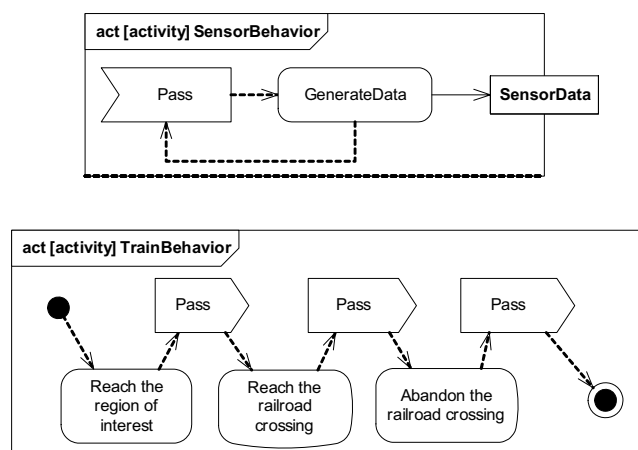 act [activity] SensorBehavior
Pass
GenerateData
SensorData
act [activity] TrainBehavior
Pass
Pass
Pass
Reach the
region of
interest
Reach the
railroad
crossing
Abandon the
railroad crossing